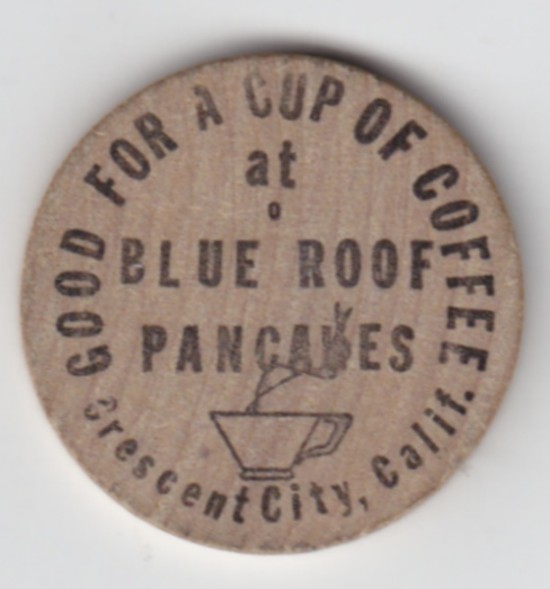 GOOD FOR A CUP OF COFFEE
at
BLUE ROOF
PANCAKES
Crescent City, Calif.